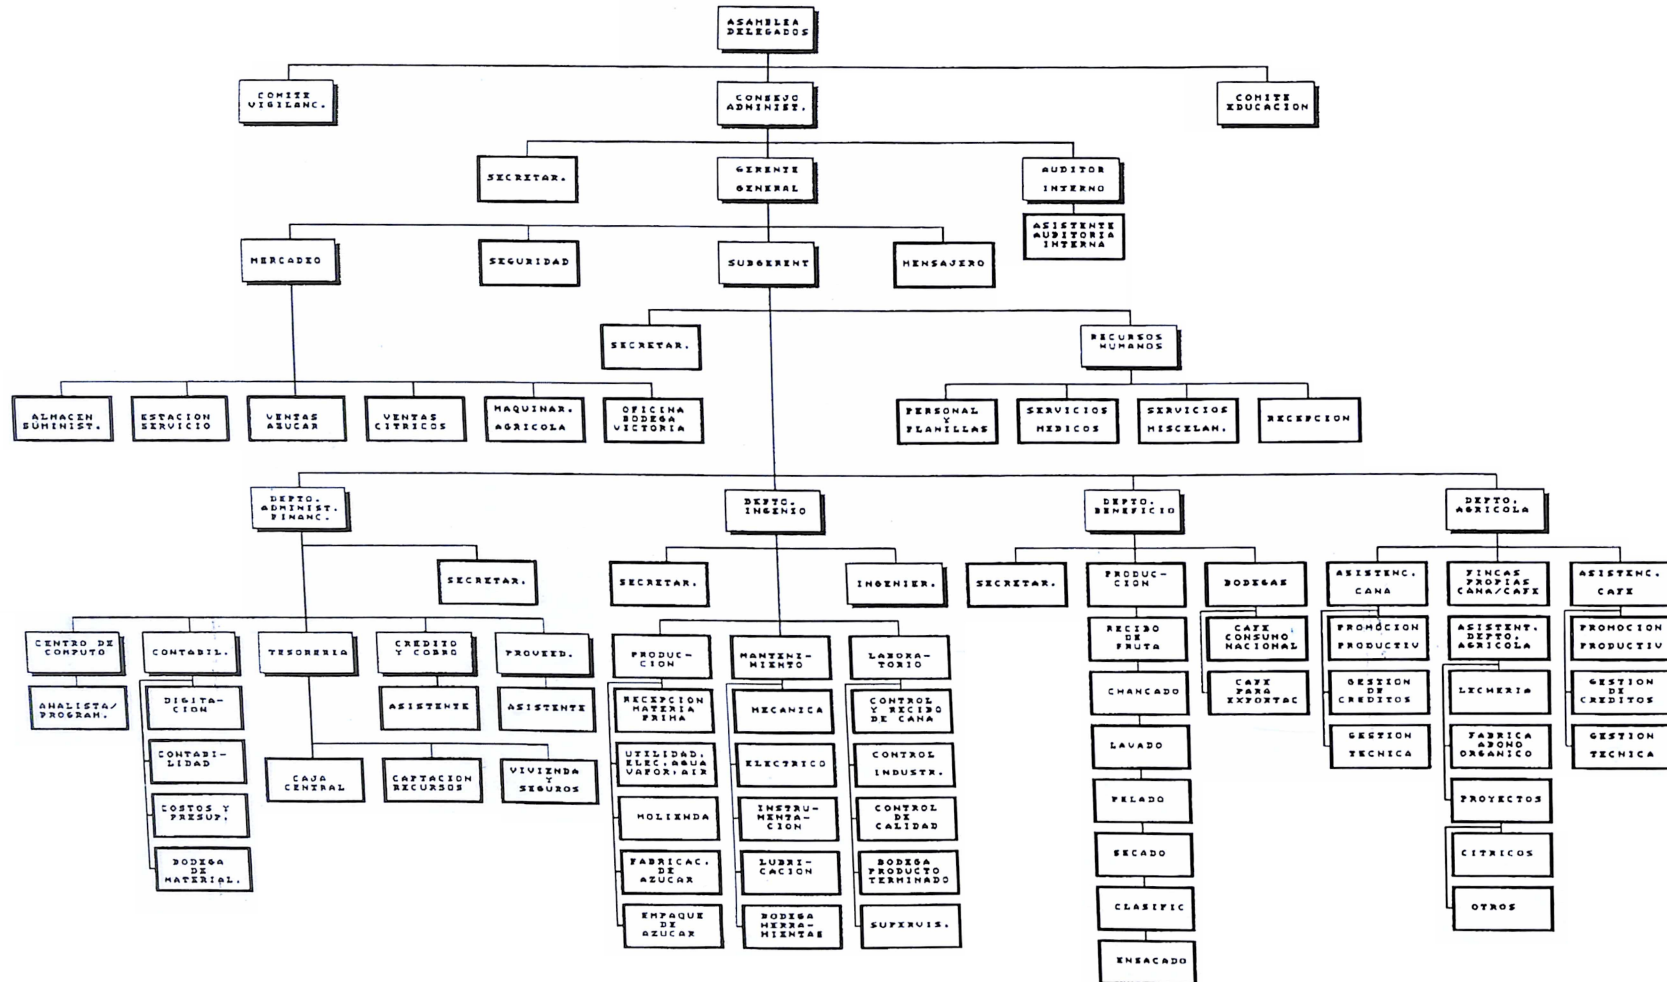 ASAMBLEA
DELEGADOS
COMITE
VIGILANC.
CONSEJO
ADMINIST.
COMITE
EDUCACION
SECRETAR.
GERENTE
GENERAL
AUDITOR
INTERNO
ASISTENTE
AUDITORIA
INTERNA
MERCADEO
SEGURIDAD
SUBGERENT
MENSAJERO
SECRETAR.
RECURSOS
HUMANOS
ALMACEN
SUMINIST.
ESTACION
SERVICIO
VENTAS
AZUCAR
VENTAS
CITRICOS
MAQUINAR.
AGRICOLA
OFICINA
BODEGA
VICTORIA
PERSONAL
Y
PLANILLAS
SERVICIOS
MEDICOS
SERVICIOS
MISCELAN.
RECEPCION
DEPTO.
ADMINIST.
FINANC.
DEPTO.
INGENIO
DEPTO.
BENEFICIO
DEPTO.
AGRICOLA
SECRETAR.
SECRETAR.
INGENIER.
SECRETAR.
PRODUC-
CION
BODEGAS
ASISTENC.
CANA
FINCAS
PROPIAS
CANA/CAFE
ASISTENC.
CAFE
CENTRO DE
COMPUTO
CONTABIL.
TESORERIA
CREDITO
Y COBRO
PROVEED.
PRODUC-
CION
MANTENI-
MIENTO
LABORA-
TORIO
RECIBO
DE
FRUTA
CAFE
CONSUMO
NACIONAL
PROMOCION
PRODUCTIV
ASISTENT.
DEPTO.
AGRICOLA
PROMOCION
PRODUCTIV
ANALISTA/
PROGRAM.
DIGITA-
CION
ASISTENTE
ASISTENTE
RECEPCION
MATERIA
PRIMA
MECANICA
CONTROL
Y RECIBO
DE CANA
CHANCADO
CAFE
PARA
EXPORTAC
GESTION
DE
CREDITOS
LECHERIA
GESTION
DE
CREDITOS
CONTABI-
LIDAD
CAJA
CENTRAL
CAPTACION
RECURSOS
VIVIENDA
Y
SEGUROS
UTILIDAD.
ELEC.AGUA
VAPOR,AIR
ELECTRICO
CONTROL
INDUSTR.
LAVADO
GESTION
TECNICA
FABRICA
ABONO
ORGANICO
GESTION
TECNICA
COSTOS Y
PRESUP.
MOLIENDA
INSTRU-
MENTA-
CION
CONTROL
DE
CALIDAD
PELADO
PROYECTOS
BODEGA
DE
MATERIAL.
FABRICAC.
DE
AZUCAR
LUBRI-
CACION
BODEGA
PRODUCTO
TERMINADO
SECADO
CITRICOS
EMPAQUE
DE
AZUCAR
BODEGA
HERRA-
MIENTAS
SUPERVIS.
CLASIFIC
OTROS
ENSACADO